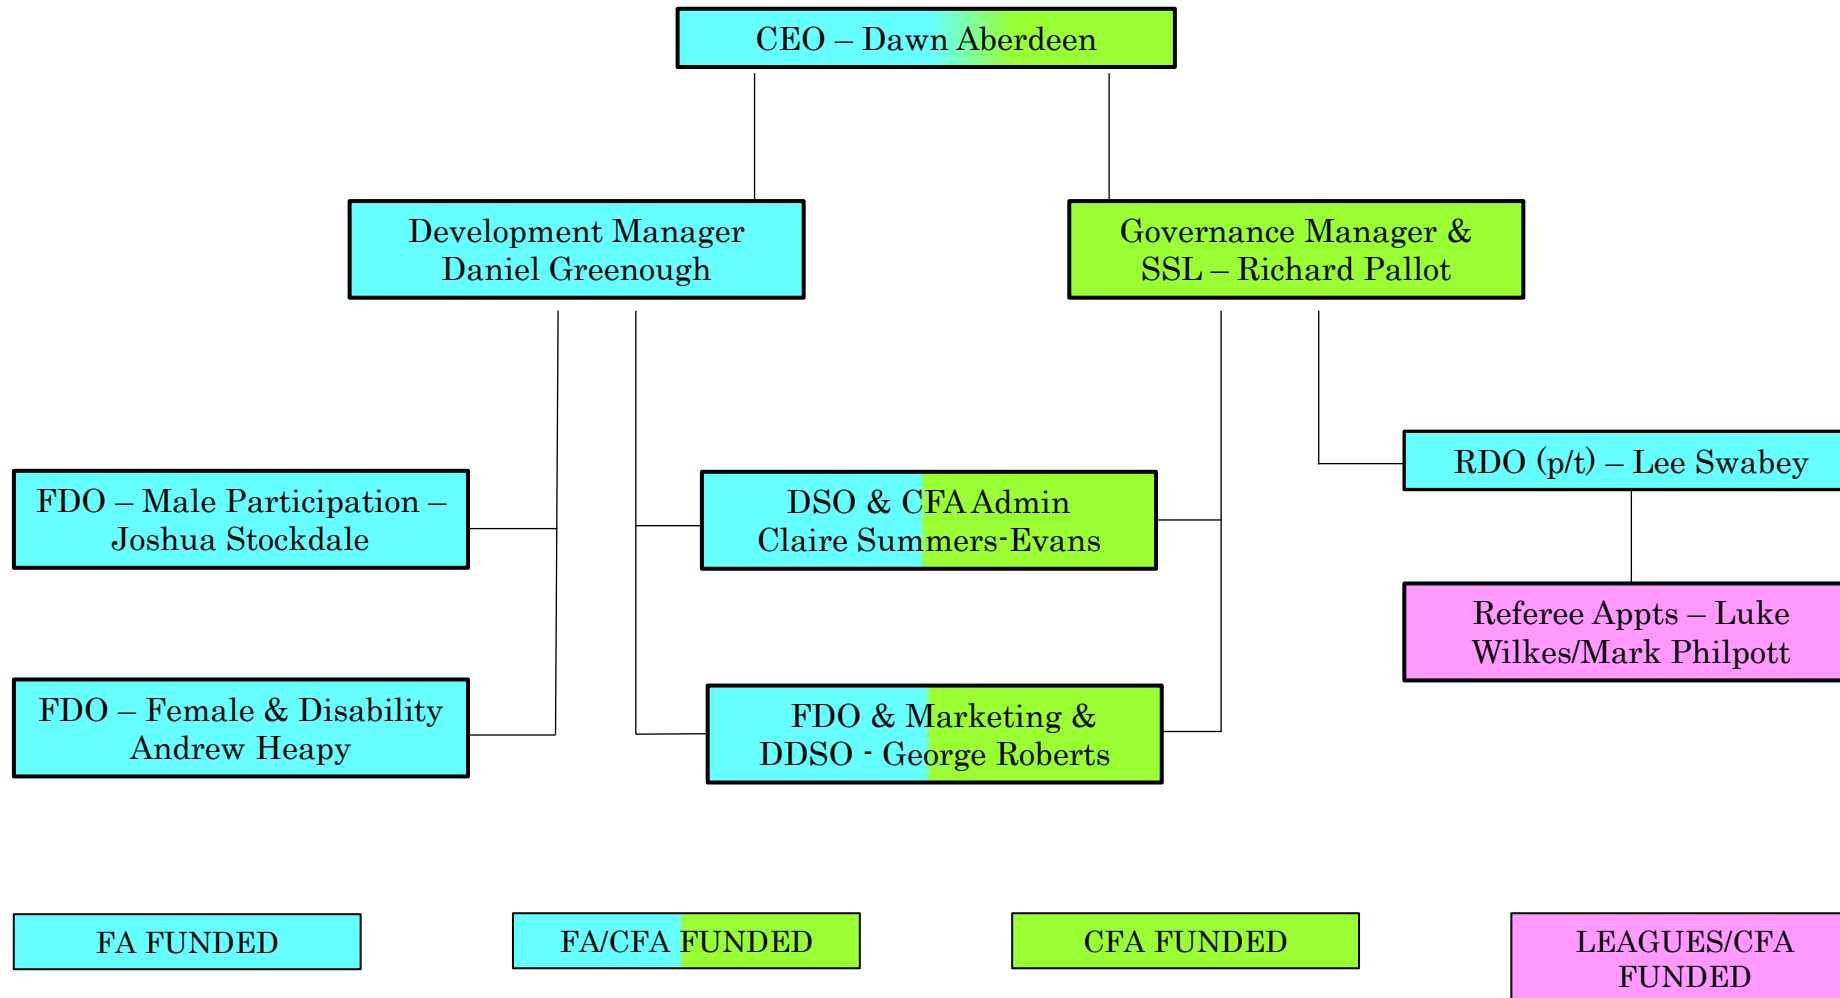 CEO – Dawn Aberdeen
Development Manager
Daniel Greenough
Governance Manager &
SSL – Richard Pallot
RDO (p/t) – Lee Swabey
FDO – Male Participation –
Joshua Stockdale
DSO & CFA Admin
Claire Summers-Evans
Referee Appts – Luke
Wilkes/Mark Philpott
FDO – Female & Disability
Andrew Heapy
FDO & Marketing &
DDSO - George Roberts
FA FUNDED
FA/CFA FUNDED
CFA FUNDED
LEAGUES/CFA
FUNDED